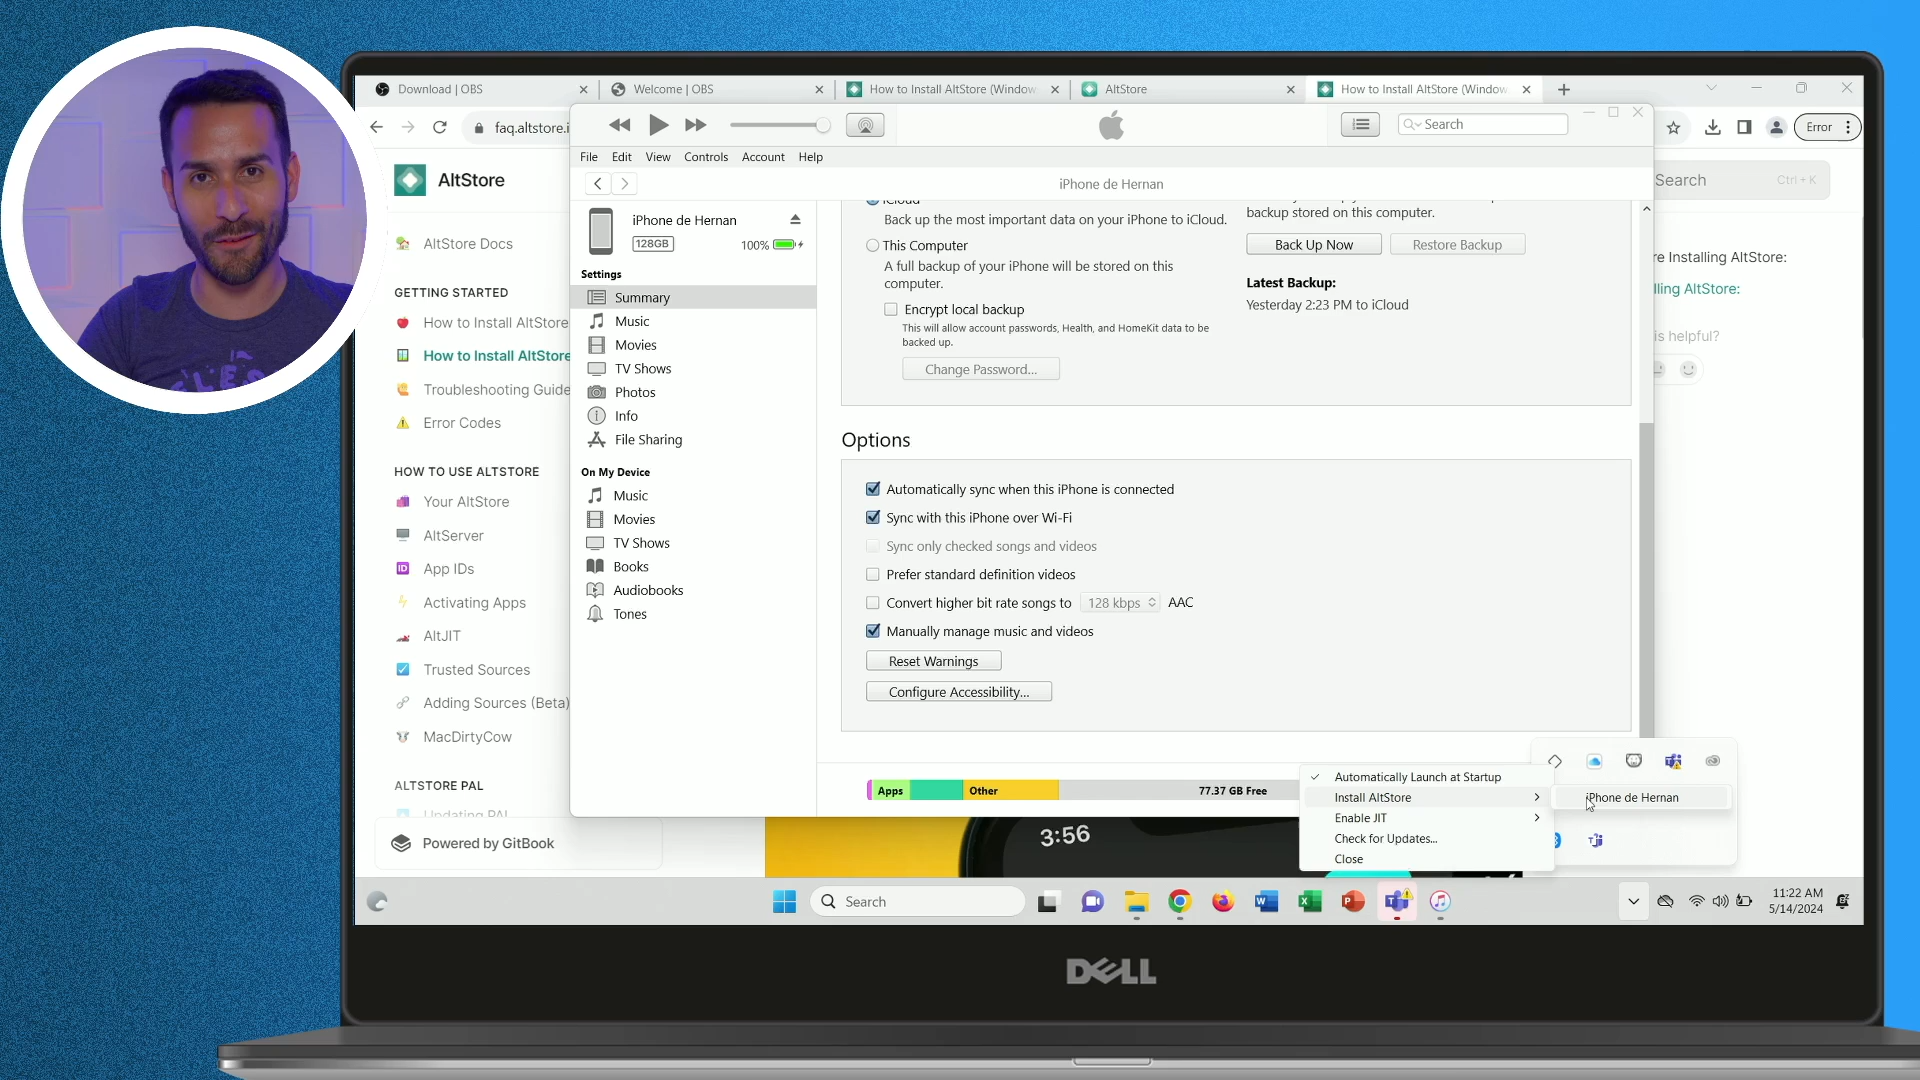 Download | OBS
Welcome | OBS
How to Install AltStore (Window
AltStore
How to Install AltStore (Window
faq.altstore.i
Search
Error
File Edit View Controls Account Help
iPhone de Hernan
AltStore
Search Ctrl + K
AltStore Docs
GETTING STARTED
How to Install AltStore
How to Install AltStore
Troubleshooting Guide
Error Codes
HOW TO USE ALTSTORE
Your AltStore
AltServer
App IDs
Activating Apps
AltJIT
Trusted Sources
Adding Sources (Beta)
MacDirtyCow
ALTSTORE PAL
Updating PAL
Powered by GitBook
iPhone de Hernan
128GB 100%
Settings
Summary
Music
Movies
TV Shows
Photos
Info
File Sharing
On My Device
Music
Movies
TV Shows
Books
Audiobooks
Tones
iCloud
Back up the most important data on your iPhone to iCloud.
This Computer
A full backup of your iPhone will be stored on this
computer.
Encrypt local backup
This will allow account passwords, Health, and HomeKit data to be
backed up.
Change Password...
backup stored on this computer.
Back Up Now Restore Backup
Latest Backup:
Yesterday 2:23 PM to iCloud
Options
Automatically sync when this iPhone is connected
Sync with this iPhone over Wi-Fi
Sync only checked songs and videos
Prefer standard definition videos
Convert higher bit rate songs to 128 kbps AAC
Manually manage music and videos
Reset Warnings
Configure Accessibility...
Apps Other 77.37 GB Free
re Installing AltStore:
lling AltStore:
is helpful?
Automatically Launch at Startup
Install AltStore
Enable JIT
Check for Updates...
Close
iPhone de Hernan
3:56
Search
11:22 AM
5/14/2024
DELL